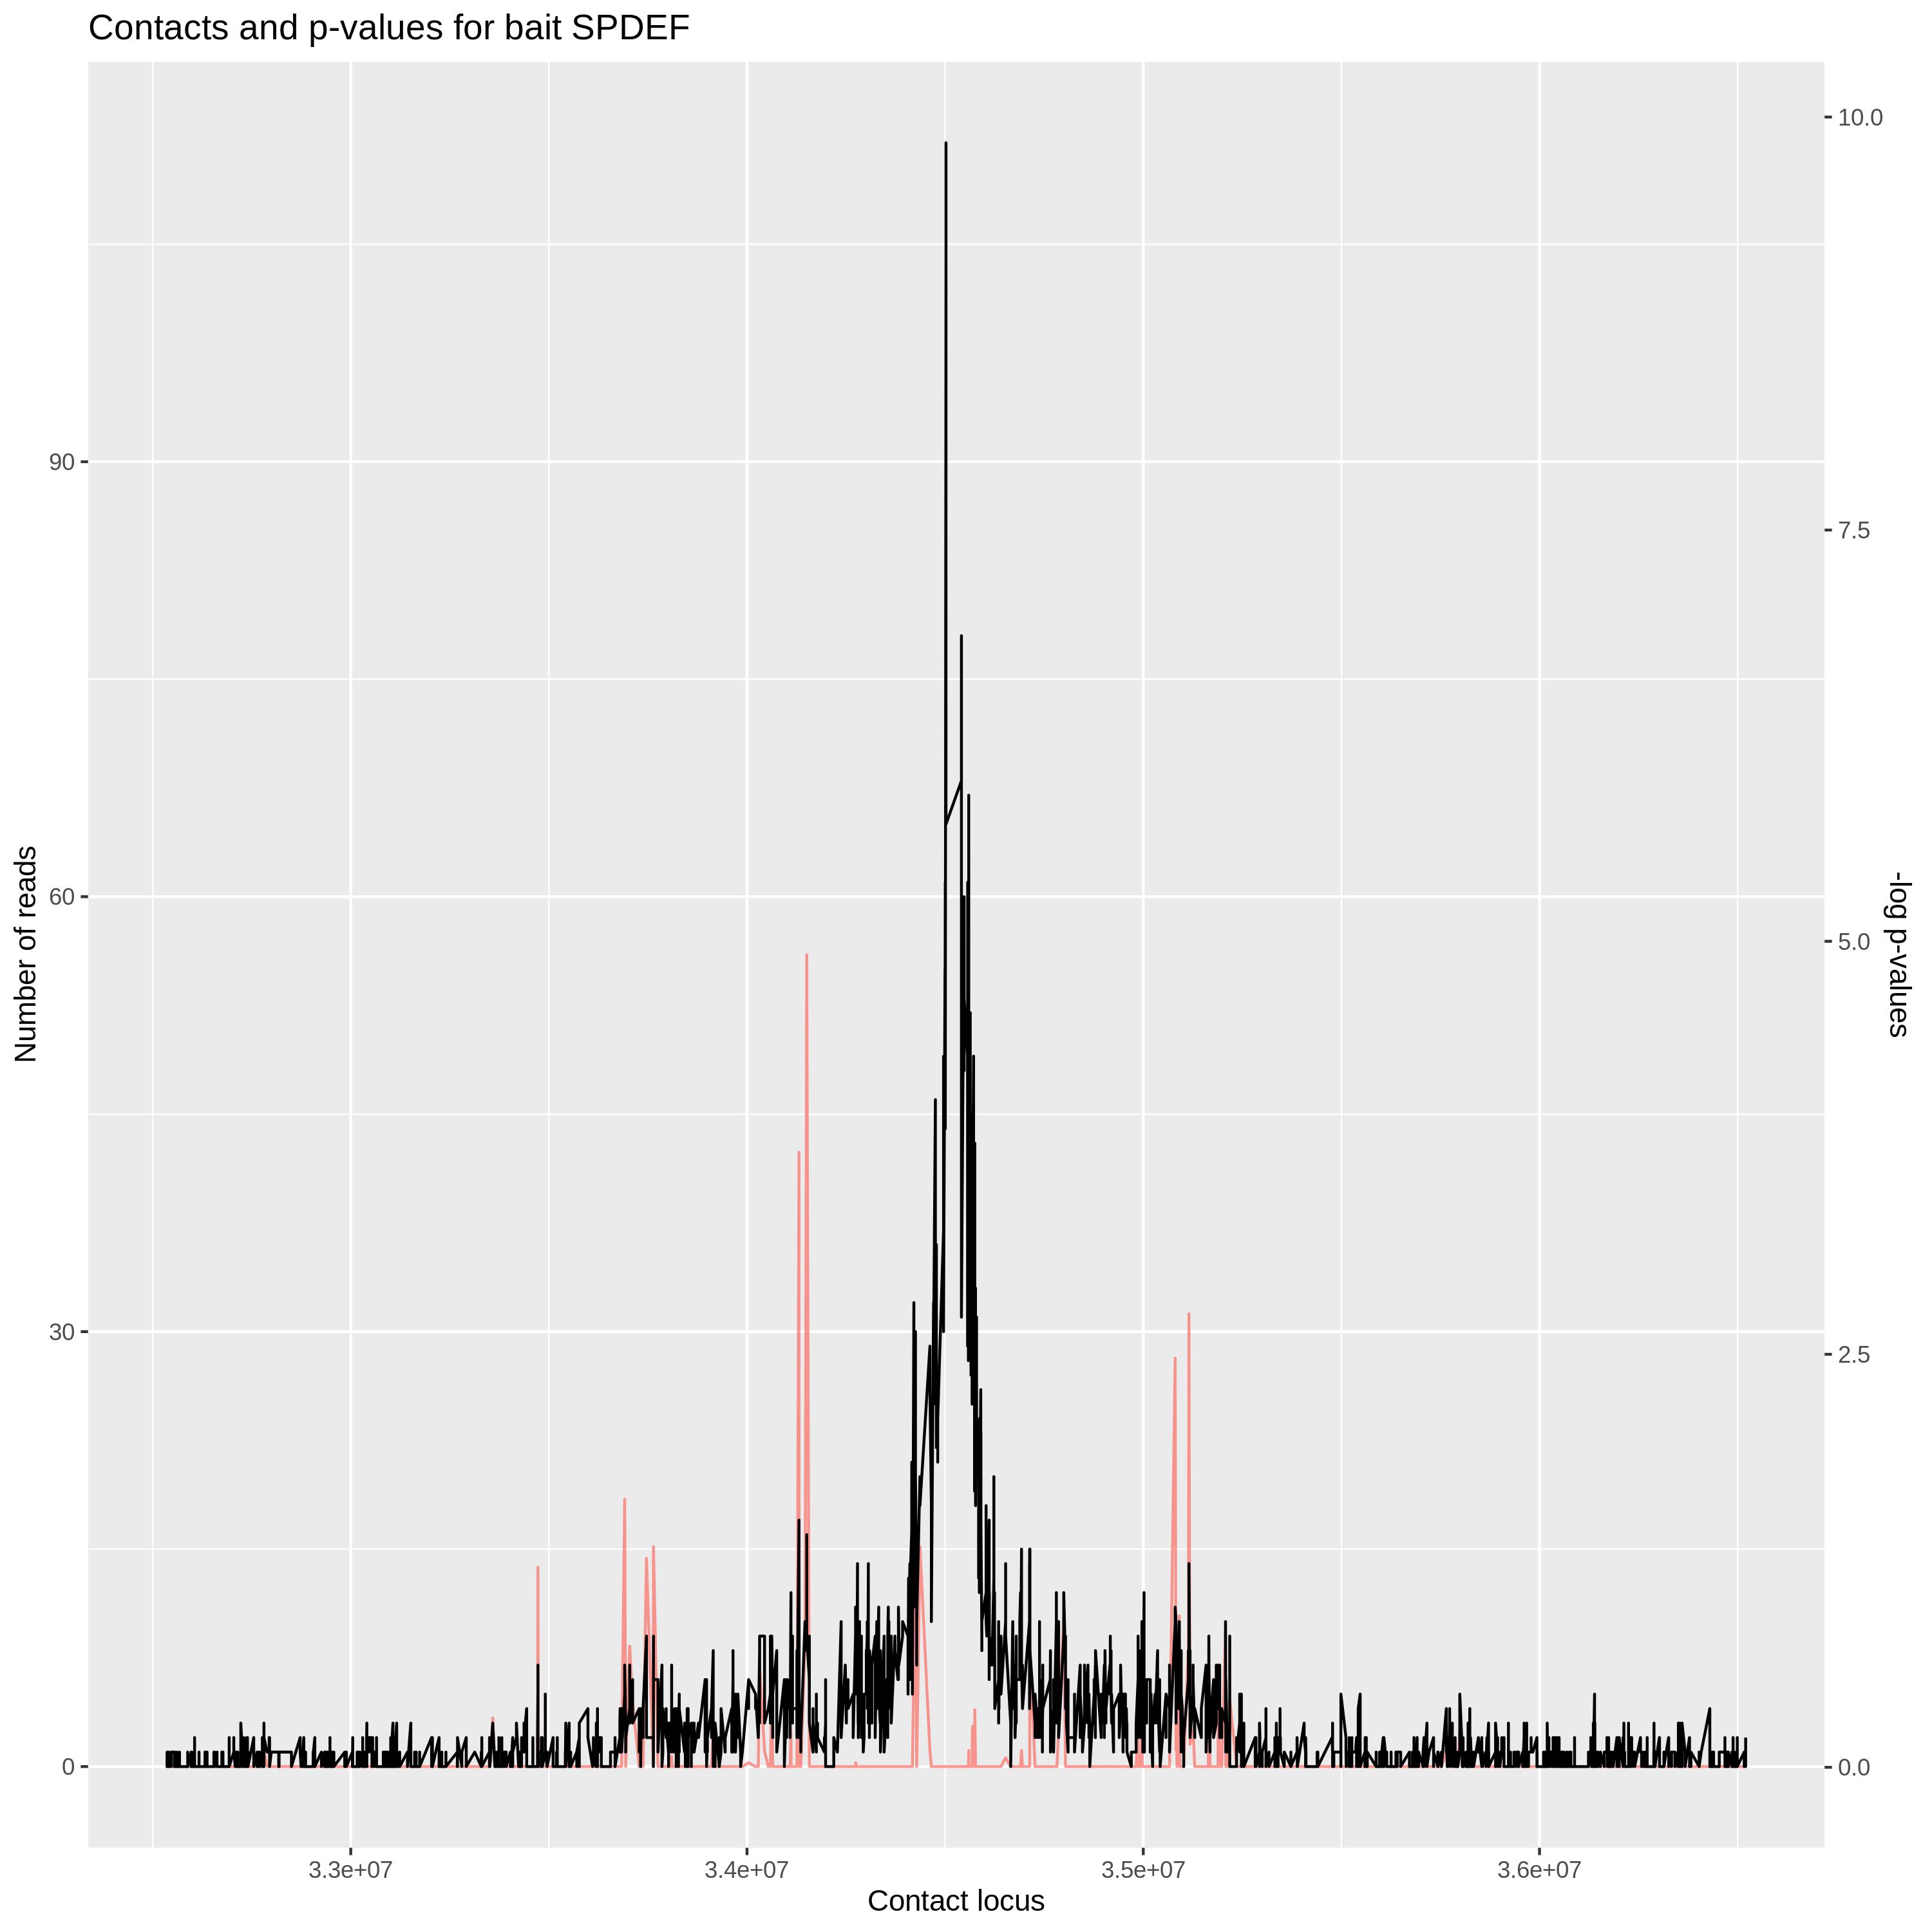 Contacts and p-values for bait SPDEF
10.0
90
7.5
Number of reads
60
5.0
-log p-values
30
2.5
0
0.0
3.3e+07
3.4e+07
3.5e+07
3.6e+07
Contact locus